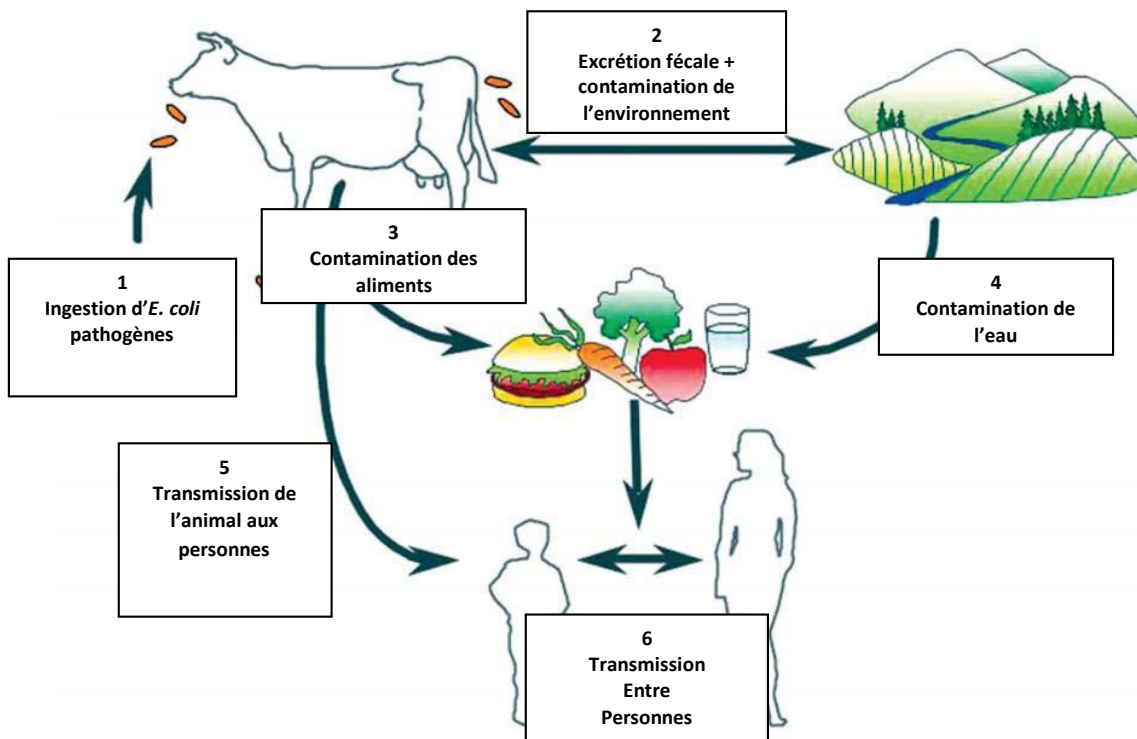 1
Ingestion d’E. coli
pathogènes
2
Excrétion fécale +
contamination de
l’environnement
3
Contamination des
aliments
4
Contamination de
l’eau
5
Transmission de
l’animal aux
personnes
6
Transmission
Entre
Personnes